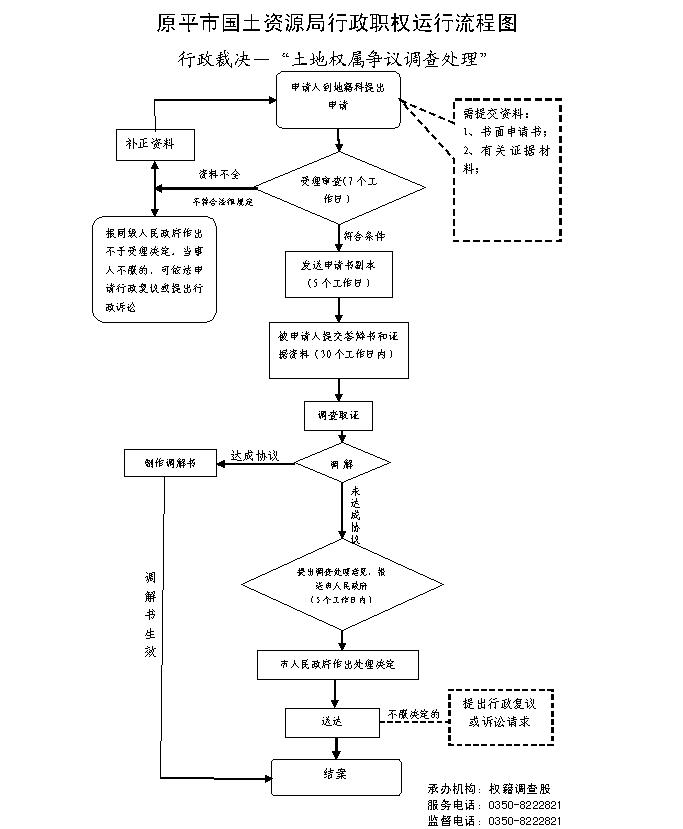 原平市国土资源局行政职权运行流程图
行政裁决—“土地权属争议调查处理”
申请人到地籍科提出
申请
需提交资料：
1、书面申请书；
2、有关证据材
料；
补正资料
资料不全
不符合法律规定
受理审查(7个工
作日)
报同级人民政府作出
不予受理决定。当事
人不服的，可依法申
请行政复议或提出行
政诉讼
符合条件
发送申请书副本
(5个工作日)
被申请人提交答辩书和证
据资料（30个工作日内）
调查取证
调解
达成协议
制作调解书
未达成协议
提出调查处理意见，报
送市人民政府
（5个工作日内）
调解书生效
市人民政府作出处理决定
送达
不服决定的
提出行政复议
或诉讼请求
结案
承办机构：权籍调查股
服务电话：0350-8222821
监督电话：0350-8222821